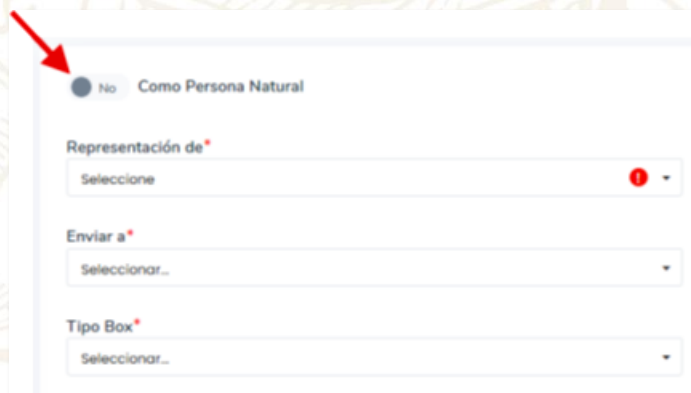 No Como Persona Natural
Representación de*
Seleccione
Enviar a*
Seleccionar...
Tipo Box*
Seleccionar...